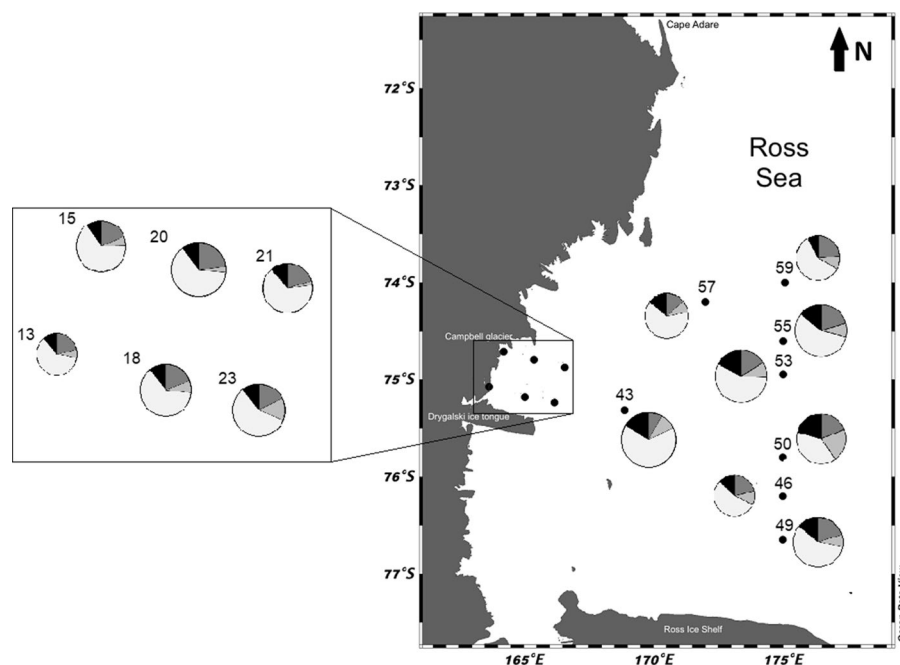 Cape Adare
N
72°S
Ross
Sea
73°S
15
20
21
74°S
59
57
13
Campbell glacier
55
53
18
23
75°S
43
Drygalski ice tongue
50
76°S
46
49
77°S
Ross Ice Shelf
165°E
170°E
175°E